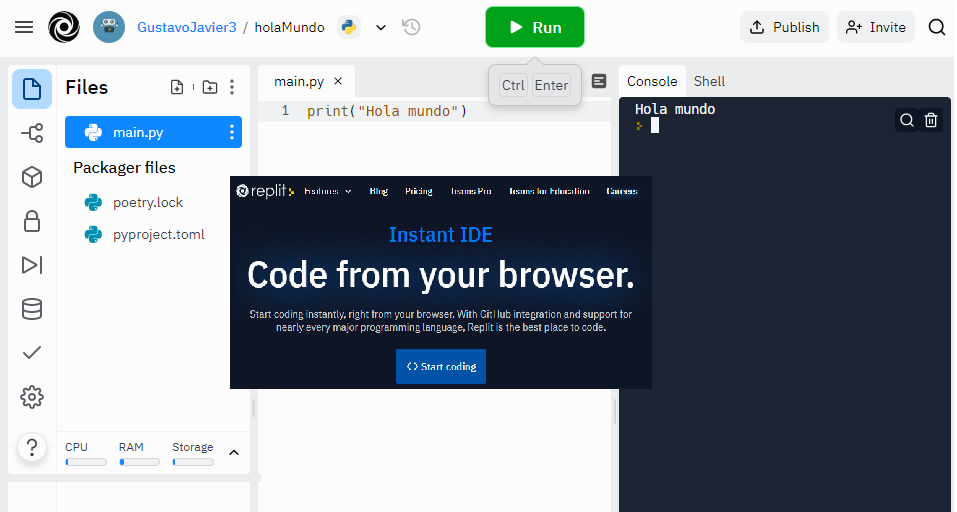 GustavoJavier3 / holaMundo
Run
Publish
Invite
Files
main.py
Ctrl Enter
Console
Shell
1 print("Hola mundo")
Hola mundo
main.py
Packager files
poetry.lock
pyproject.toml
replit
Features
Blog
Pricing
Teams Pro
Teams for Education
Careers
Instant IDE
Code from your browser.
Start coding instantly, right from your browser. With GitHub integration and support for
nearly every major programming language, Replit is the best place to code.
<> Start coding
?
CPU
RAM
Storage